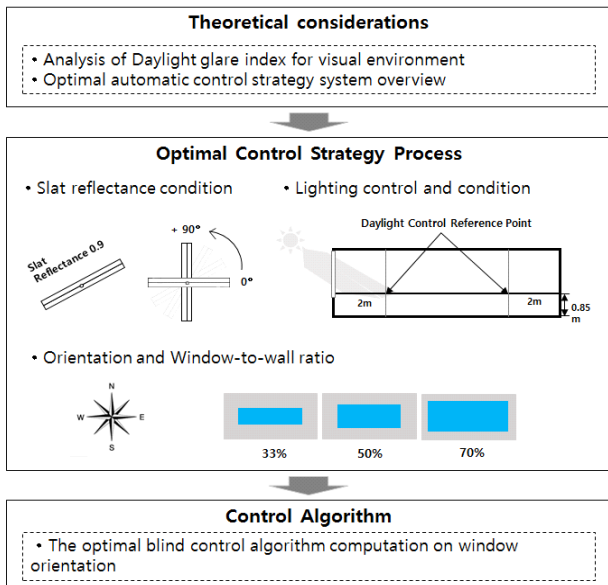 Theoretical considerations
• Analysis of Daylight glare index for visual environment
• Optimal automatic control strategy system overview
Optimal Control Strategy Process
• Slat reflectance condition
• Lighting control and condition
Slat
Reflectance 0.9
+ 90°
0°
Daylight Control Reference Point
2m
2m
0.85
m
• Orientation and Window-to-wall ratio
N
W
E
S
33%
50%
70%
Control Algorithm
• The optimal blind control algorithm computation on window
orientation